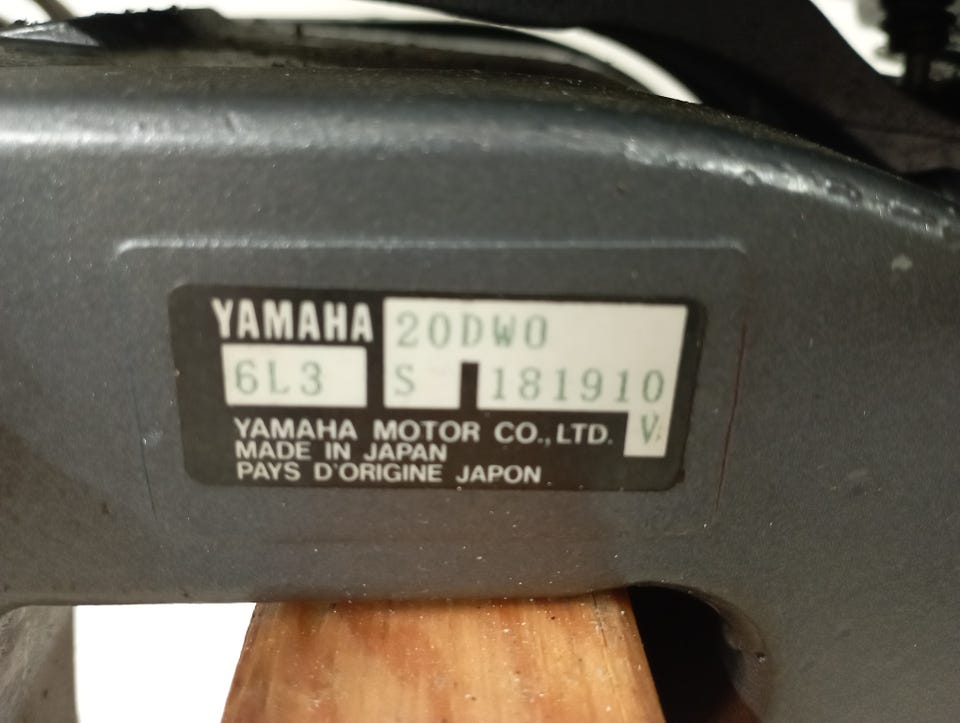 YAMAHA 20DWO
6L3 S 181910
V
YAMAHA MOTOR CO., LTD.
MADE IN JAPAN
PAYS D'ORIGINE JAPON